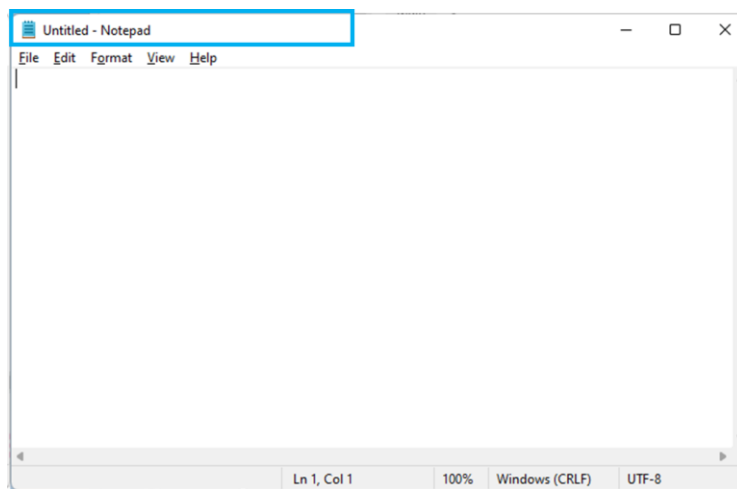 Untitled - Notepad
File Edit Format View Help
Ln 1, Col 1 100% Windows (CRLF) UTF-8